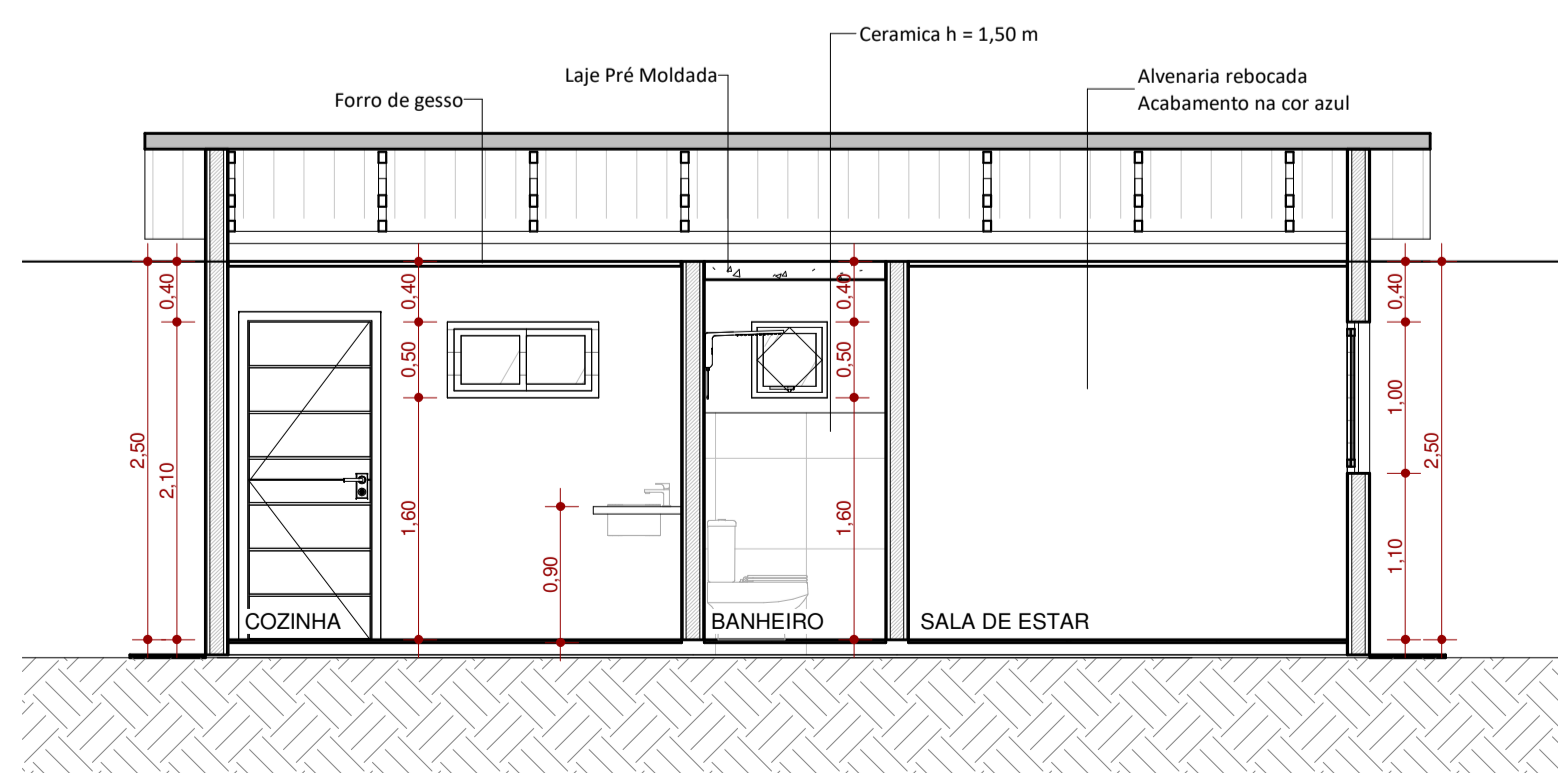 Ceramica h = 1,50 m
Laje Pré Moldada
Alvenaria rebocada
Acabamento na cor azul
Forro de gesso
0,40
0,40
0,40
0,40
0,50
0,50
1,00
2,50
2,10
2,50
1,60
1,60
0,90
1,10
COZINHA
BANHEIRO
SALA DE ESTAR